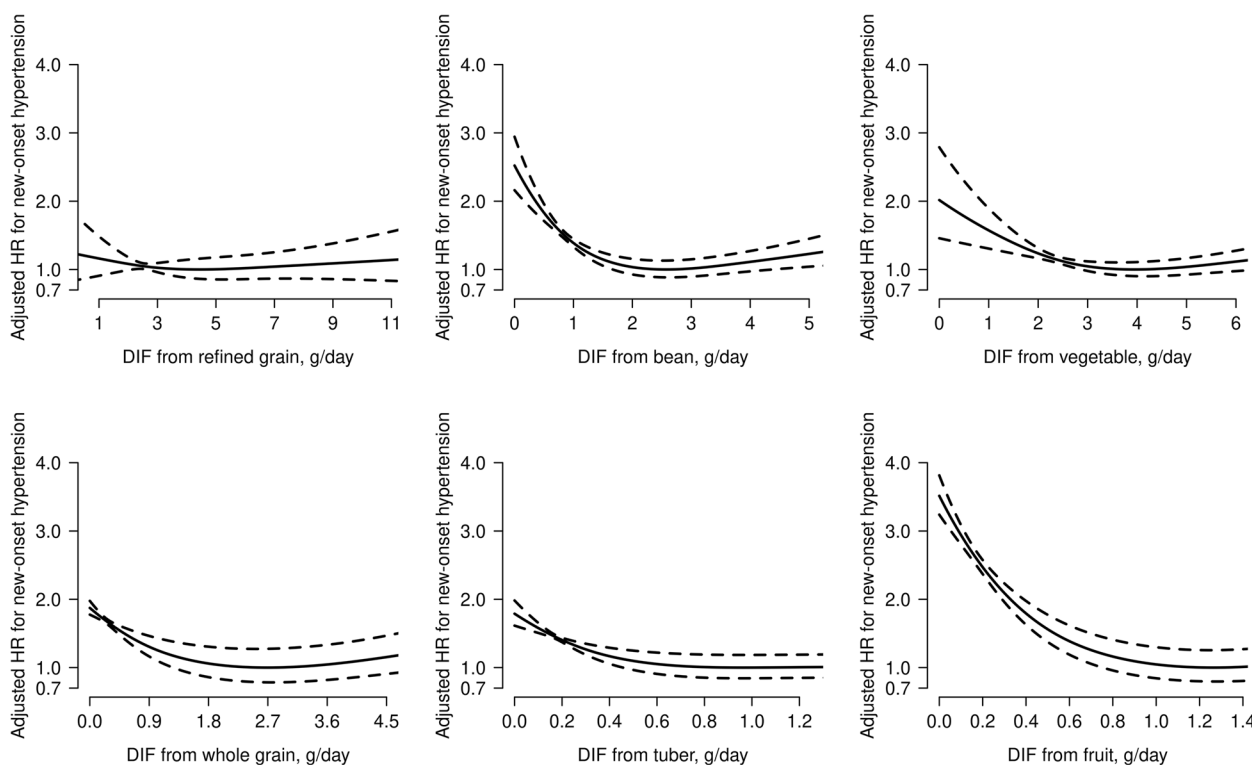 Adjusted HR for new-onset hypertension
4.0
3.0
2.0
1.0
0.7
1 3 5 7 9 11
DIF from refined grain, g/day
Adjusted HR for new-onset hypertension
4.0
3.0
2.0
1.0
0.7
0 1 2 3 4 5
DIF from bean, g/day
Adjusted HR for new-onset hypertension
4.0
3.0
2.0
1.0
0.7
0 1 2 3 4 5 6
DIF from vegetable, g/day
Adjusted HR for new-onset hypertension
4.0
3.0
2.0
1.0
0.7
0.0 0.9 1.8 2.7 3.6 4.5
DIF from whole grain, g/day
Adjusted HR for new-onset hypertension
4.0
3.0
2.0
1.0
0.7
0.0 0.2 0.4 0.6 0.8 1.0 1.2
DIF from tuber, g/day
Adjusted HR for new-onset hypertension
4.0
3.0
2.0
1.0
0.7
0.0 0.2 0.4 0.6 0.8 1.0 1.2 1.4
DIF from fruit, g/day